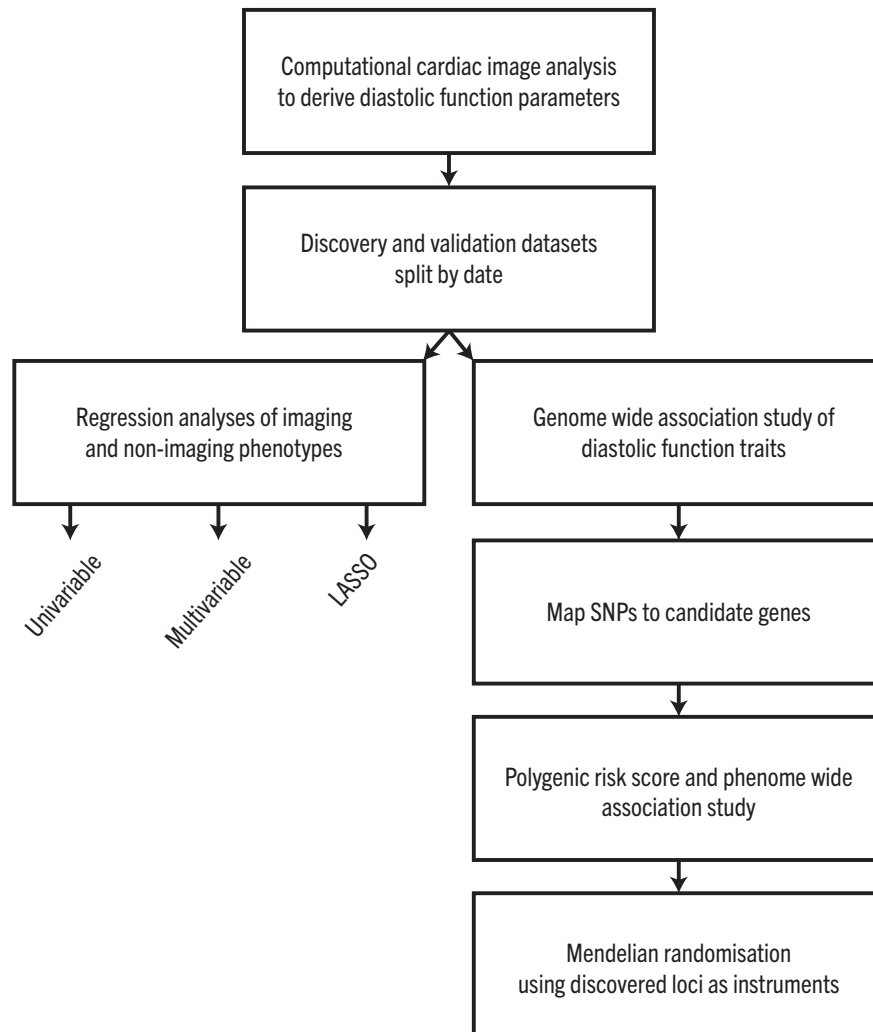 Computational cardiac image analysis
to derive diastolic function parameters
Discovery and validation datasets
split by date
Regression analyses of imaging
and non-imaging phenotypes
Genome wide association study of
diastolic function traits
Univariable
Multivariable
LASSO
Map SNPs to candidate genes
Polygenic risk score and phenome wide
association study
Mendelian randomisation
using discovered loci as instruments